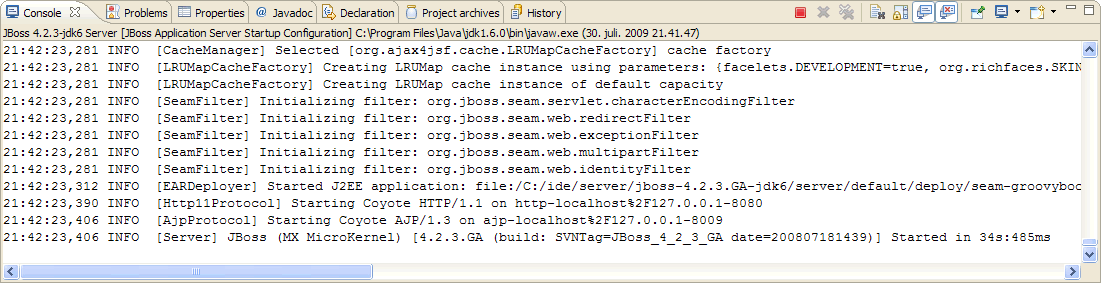 Console Problems Properties @ Javadoc Declaration Project archives History
JBoss 4.2.3-jdk6 Server [JBoss Application Server Startup Configuration] C:\Program Files\Java\jdk1.6.0\bin\javaw.exe (30. juli. 2009 21.41.47)
21:42:23,281 INFO [CacheManager] Selected [org.ajax4jsf.cache.LRUMapCacheFactory] cache factory
21:42:23,281 INFO [LRUMapCacheFactory] Creating LRUMap cache instance using parameters: {facelets.DEVELOPMENT=true, org.richfaces.SKIN
21:42:23,281 INFO [LRUMapCacheFactory] Creating LRUMap cache instance of default capacity
21:42:23,281 INFO [SeamFilter] Initializing filter: org.jboss.seam.servlet.characterEncodingFilter
21:42:23,281 INFO [SeamFilter] Initializing filter: org.jboss.seam.web.redirectFilter
21:42:23,281 INFO [SeamFilter] Initializing filter: org.jboss.seam.web.exceptionFilter
21:42:23,281 INFO [SeamFilter] Initializing filter: org.jboss.seam.web.multipartFilter
21:42:23,281 INFO [SeamFilter] Initializing filter: org.jboss.seam.web.identityFilter
21:42:23,312 INFO [EARDeployer] Started J2EE application: file:/C:/ide/server/jboss-4.2.3.GA-jdk6/server/default/deploy/seam-groovyboo
21:42:23,390 INFO [Http11Protocol] Starting Coyote HTTP/1.1 on http-localhost%2F127.0.0.1-8080
21:42:23,406 INFO [AjpProtocol] Starting Coyote AJP/1.3 on ajp-localhost%2F127.0.0.1-8009
21:42:23,406 INFO [Server] JBoss (MX MicroKernel) [4.2.3.GA (build: SVNTag=JBoss_4_2_3_GA date=200807181439)] Started in 34s:485ms